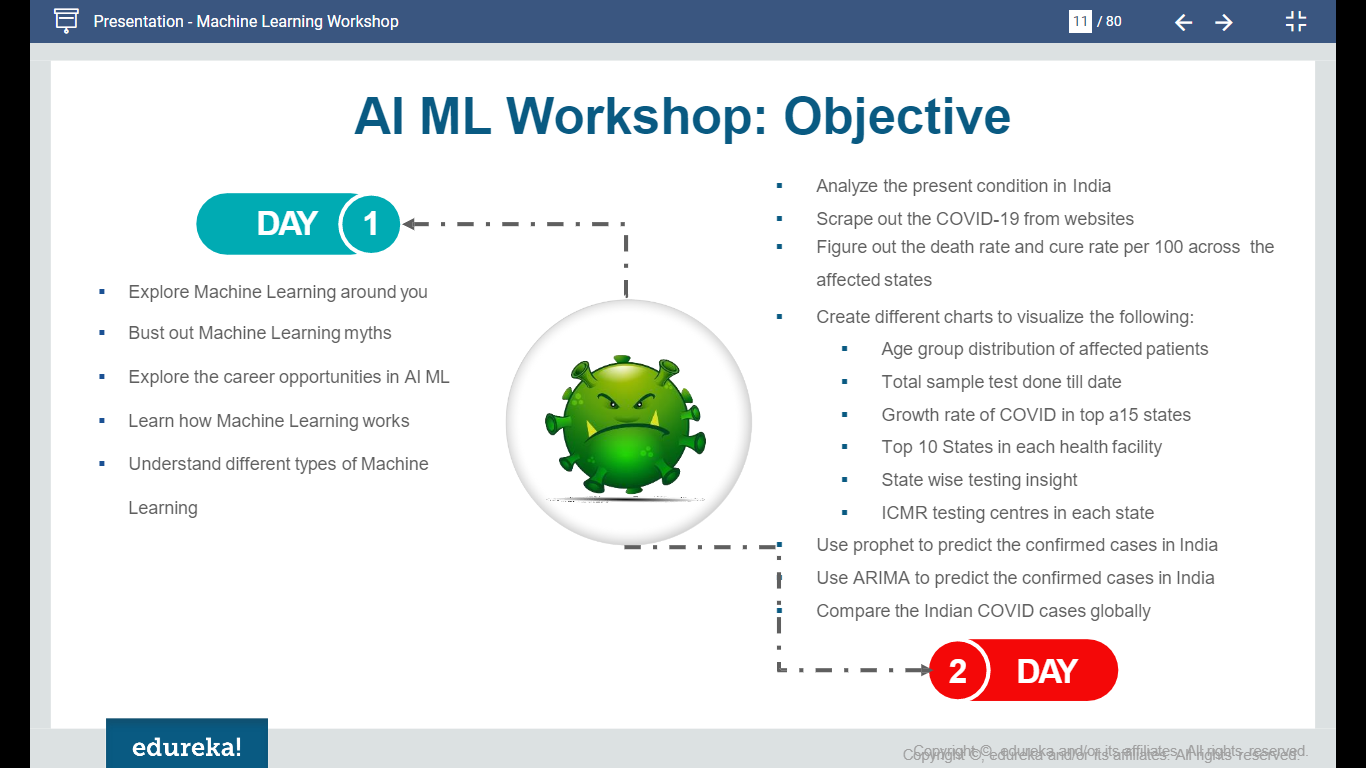 Presentation - Machine Learning Workshop
11 / 80
AI ML Workshop: Objective
DAY 1
Explore Machine Learning around you
Bust out Machine Learning myths
Explore the career opportunities in AI ML
Learn how Machine Learning works
Understand different types of Machine
Learning
Analyze the present condition in India
Scrape out the COVID-19 from websites
Figure out the death rate and cure rate per 100 across the
affected states
Create different charts to visualize the following:
Age group distribution of affected patients
Total sample test done till date
Growth rate of COVID in top a15 states
Top 10 States in each health facility
State wise testing insight
ICMR testing centres in each state
Use prophet to predict the confirmed cases in India
Use ARIMA to predict the confirmed cases in India
Compare the Indian COVID cases globally
2 DAY
edureka!
Copyright ©, edureka and/or its affiliates. All rights reserved.
Copyright ©, edureka and/or its affiliates. All rights reserved.